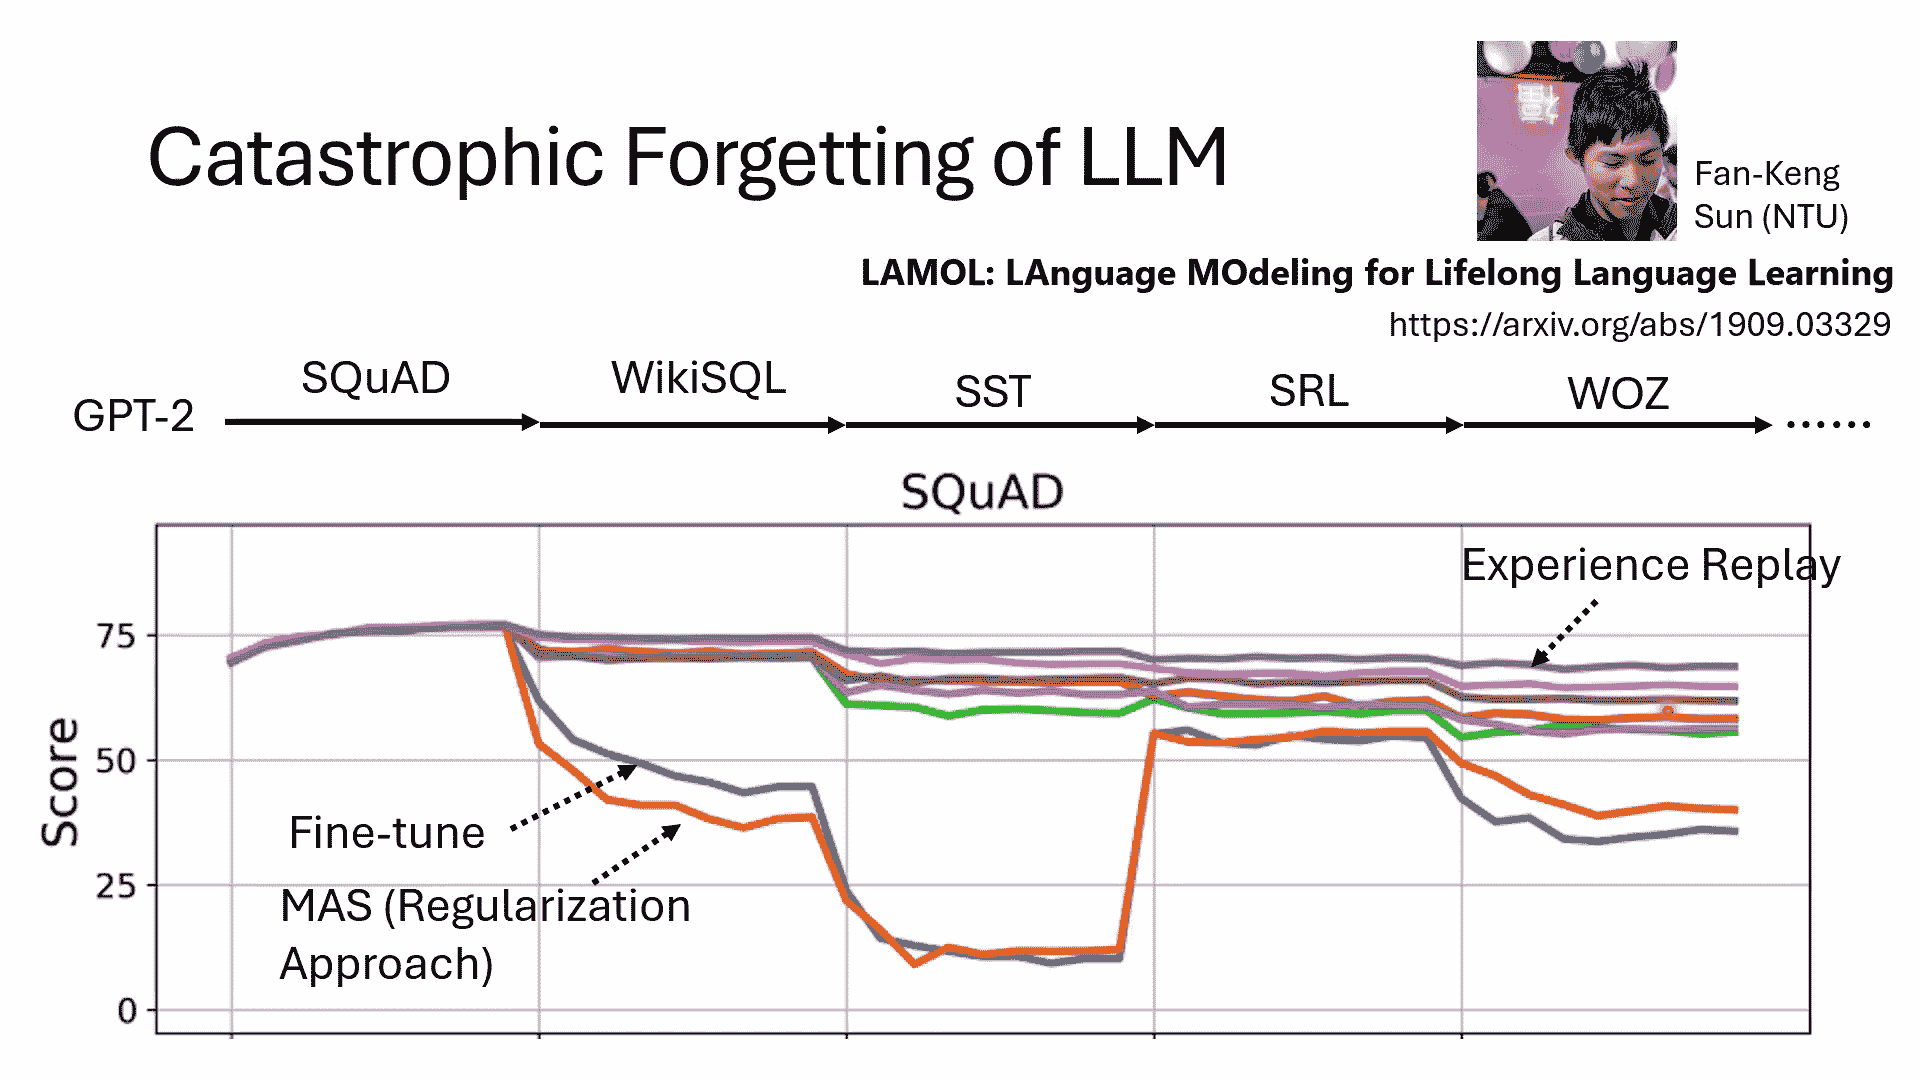 Catastrophic Forgetting of LLM
福
Fan-Keng
Sun (NTU)
LAMOL: LAnguage MOdeling for Lifelong Language Learning
https://arxiv.org/abs/1909.03329
GPT-2
SQuAD
WikiSQL
SST
SRL
WOZ
......
SQuAD
Experience Replay
75
50
25
0
Score
Fine-tune
MAS (Regularization
Approach)